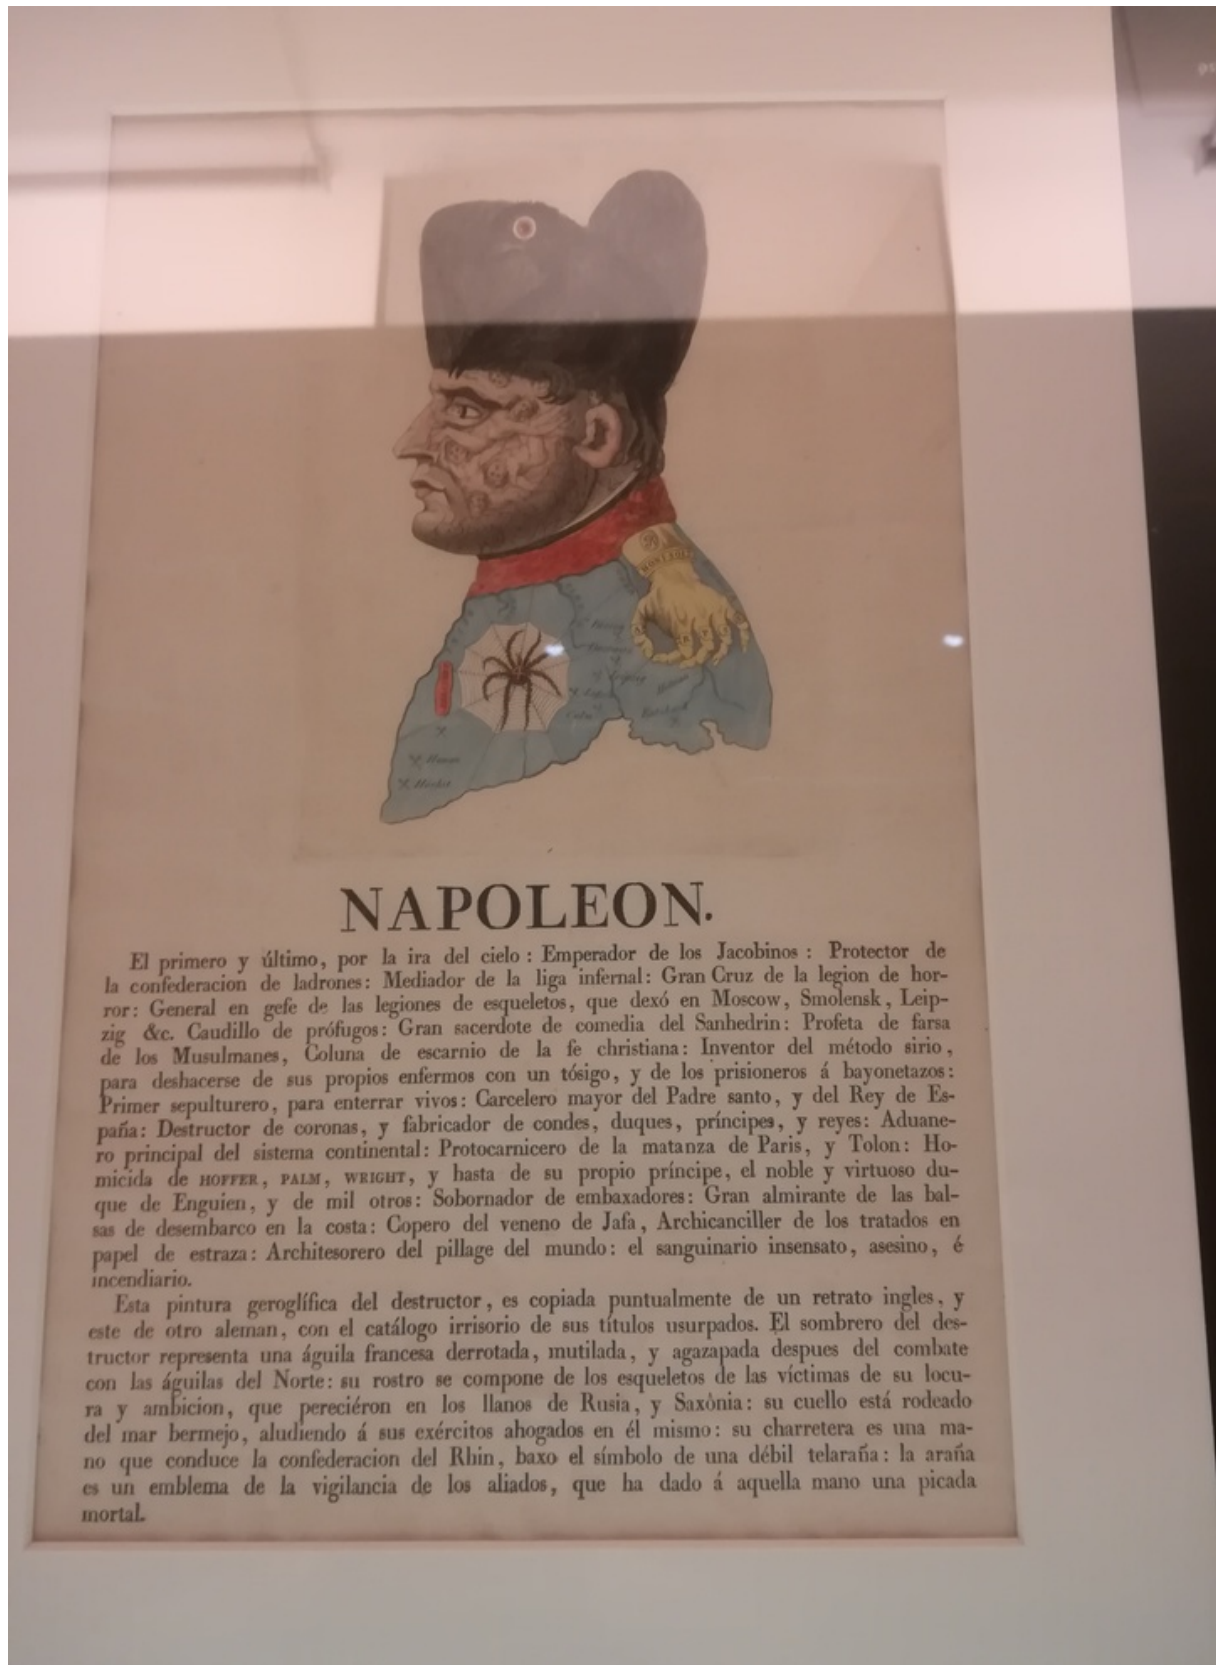 NAPOLEON.
El primero y último, por la ira del cielo : Emperador de los Jacobinos : Protector de
la confederacion de ladrones: Mediador de la liga infernal: Gran Cruz de la legion de hor-
ror: General en gefe de las legiones de esqueletos, que dexó en Moscow, Smolensk, Leip-
zig &c. Caudillo de prófugos: Gran sacerdote de comedia del Sanhedrin: Profeta de farsa
de los Musulmanes, Coluna de escarnio de la fe christiana: Inventor del método sirio,
para deshacerse de sus propios enfermos con un tósigo, y de los prisioneros á bayonetazos:
Primer sepulturero, para enterrar vivos: Carcelero mayor del Padre santo, y del Rey de Es-
paña: Destructor de coronas, y fabricador de condes, duques, príncipes, y reyes: Aduane-
ro principal del sistema continental: Protocarnicero de la matanza de Paris, y Tolon: Ho-
micida de HOFFER, PALM, WRIGHT, y hasta de su propio príncipe, el noble y virtuoso du-
que de Enguien, y de mil otros: Sobornador de embaxadores: Gran almirante de las bal-
sas de desembarco en la costa: Copero del veneno de Jafa, Archicanciller de los tratados en
papel de estraza: Architesorero del pillage del mundo: el sanguinario insensato, asesino, é
incendiario.
Esta pintura geroglífica del destructor, es copiada puntualmente de un retrato ingles, y
este de otro aleman, con el catálogo irrisorio de sus títulos usurpados. El sombrero del des-
tructor representa una águila francesa derrotada, mutilada, y agazapada despues del combate
con las águilas del Norte: su rostro se compone de los esqueletos de las víctimas de su locu-
ra y ambicion, que pereciéron en los llanos de Rusia, y Saxònia: su cuello está rodeado
del mar bermejo, aludiendo á sus exércitos ahogados en él mismo: su charretera es una ma-
no que conduce la confederacion del Rhin, baxo el símbolo de una débil telaraña: la araña
es un emblema de la vigilancia de los aliados, que ha dado á aquella mano una picada
mortal.